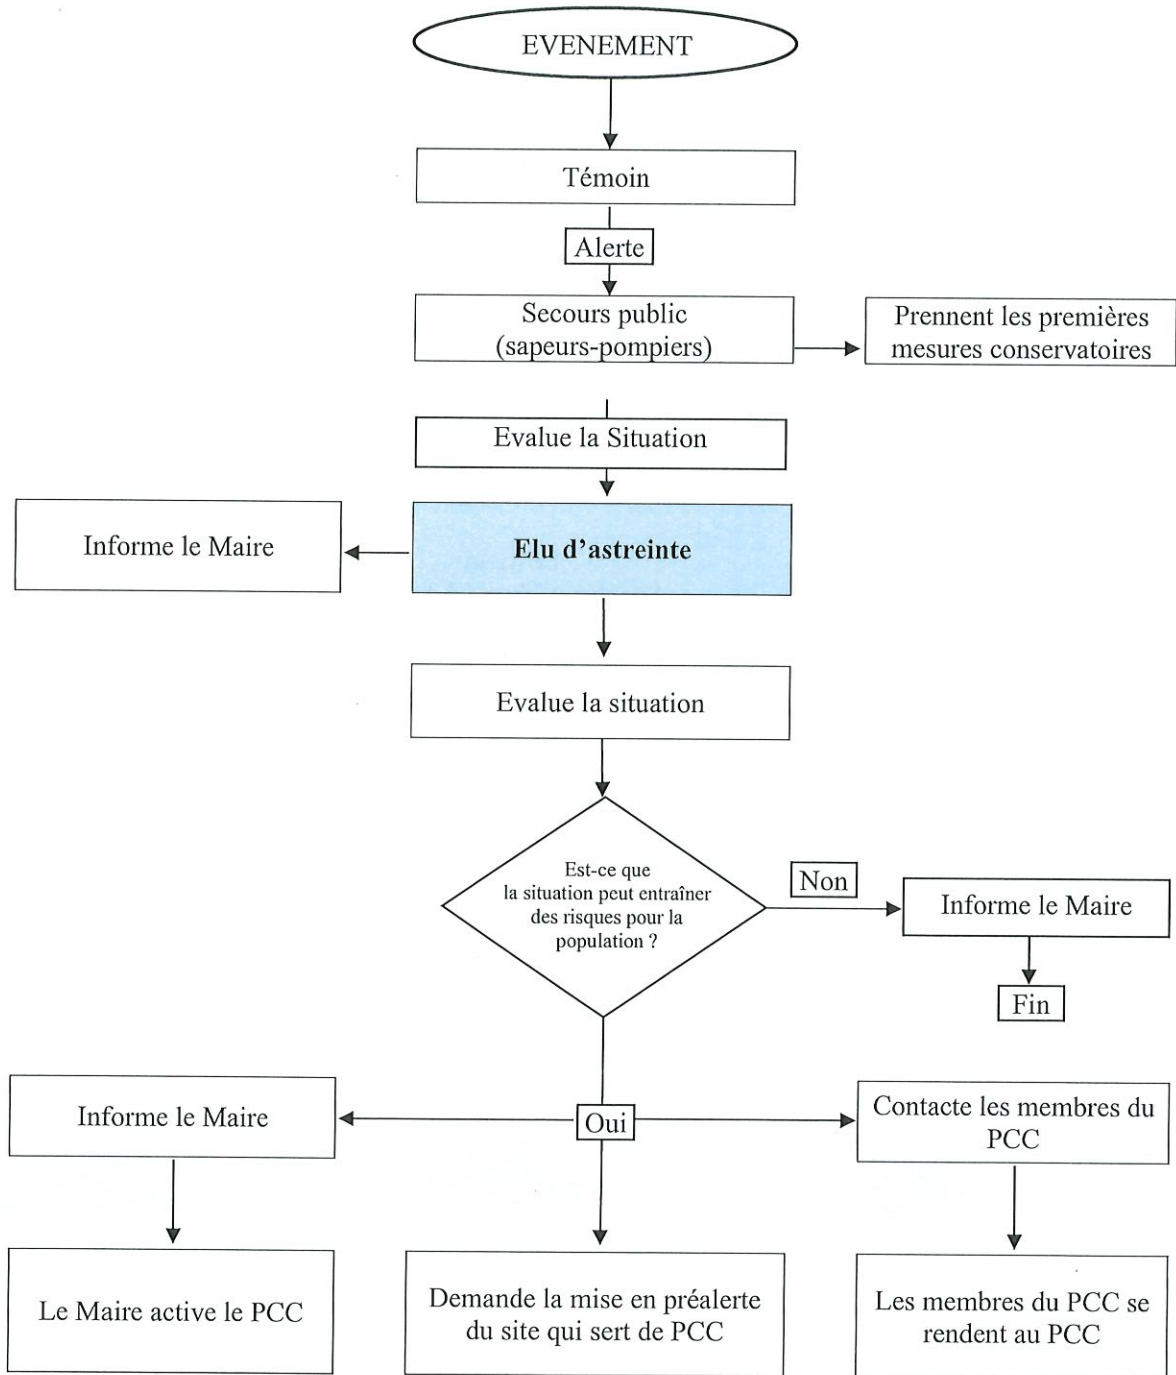 EVENEMENT
Témoin
Alerte
Secours public
(sapeurs-pompiers)
Prennent les premières
mesures conservatoires
Evalue la Situation
Informe le Maire
Elu d’astreinte
Evalue la situation
Est-ce que
la situation peut entraîner
des risques pour la
population ?
Non
Informe le Maire
Fin
Informe le Maire
Oui
Contacte les membres du
PCC
Le Maire active le PCC
Demande la mise en préalerte
du site qui sert de PCC
Les membres du PCC se
rendent au PCC